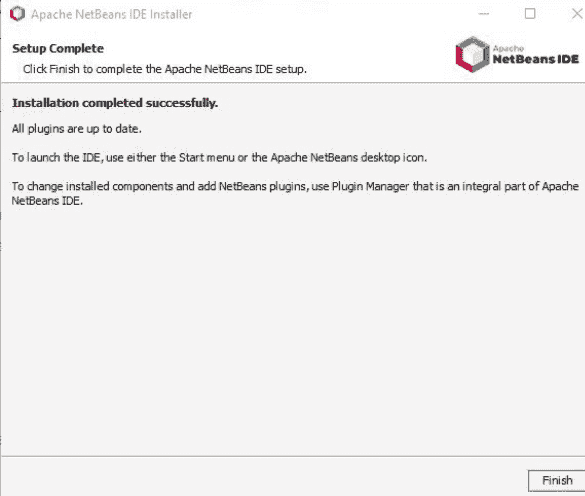 Apache NetBeans IDE Installer
Setup Complete
Click Finish to complete the Apache NetBeans IDE setup.
Apache
NetBeans IDE
Installation completed successfully.
All plugins are up to date.
To launch the IDE, use either the Start menu or the Apache NetBeans desktop icon.
To change installed components and add NetBeans plugins, use Plugin Manager that is an integral part of Apache
NetBeans IDE.
Finish